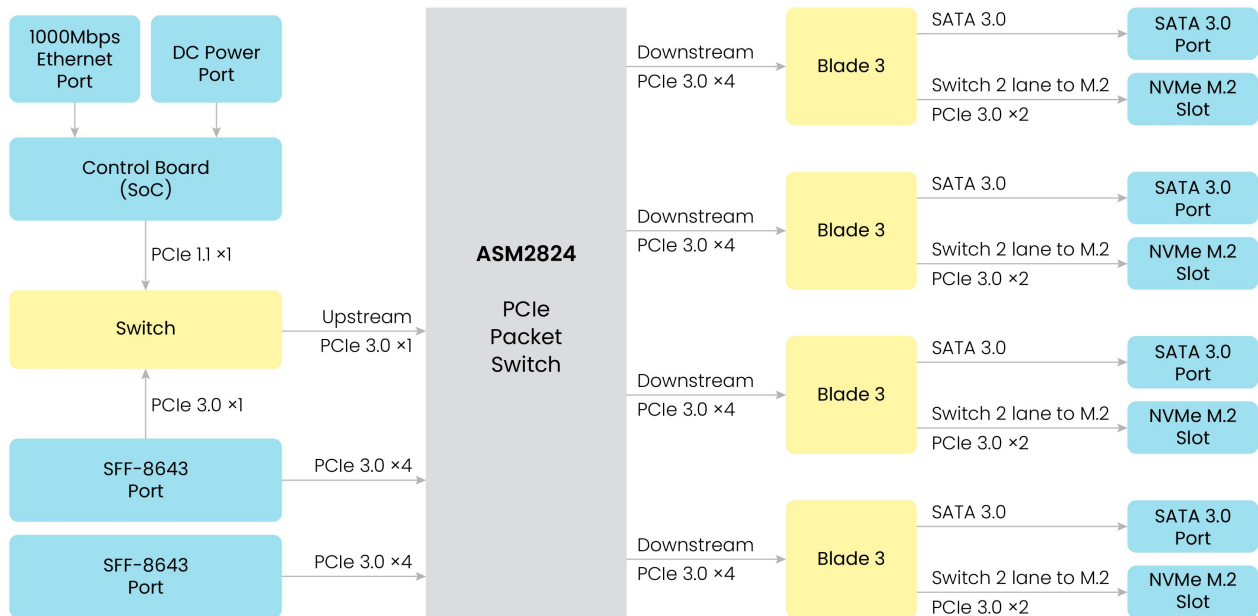 1000Mbps
Ethernet
Port
DC Power
Port
Control Board
(SoC)
PCIe 1.1 ×1
Switch
Upstream
PCIe 3.0 ×1
PCIe 3.0 ×1
SFF-8643
Port
PCIe 3.0 ×4
SFF-8643
Port
PCIe 3.0 ×4
ASM2824
PCIe
Packet
Switch
Downstream
PCIe 3.0 ×4
Blade 3
SATA 3.0
SATA 3.0
Port
Switch 2 lane to M.2
PCIe 3.0 ×2
NVMe M.2
Slot
Downstream
PCIe 3.0 ×4
Blade 3
SATA 3.0
SATA 3.0
Port
Switch 2 lane to M.2
PCIe 3.0 ×2
NVMe M.2
Slot
Downstream
PCIe 3.0 ×4
Blade 3
SATA 3.0
SATA 3.0
Port
Switch 2 lane to M.2
PCIe 3.0 ×2
NVMe M.2
Slot
Downstream
PCIe 3.0 ×4
Blade 3
SATA 3.0
SATA 3.0
Port
Switch 2 lane to M.2
PCIe 3.0 ×2
NVMe M.2
Slot